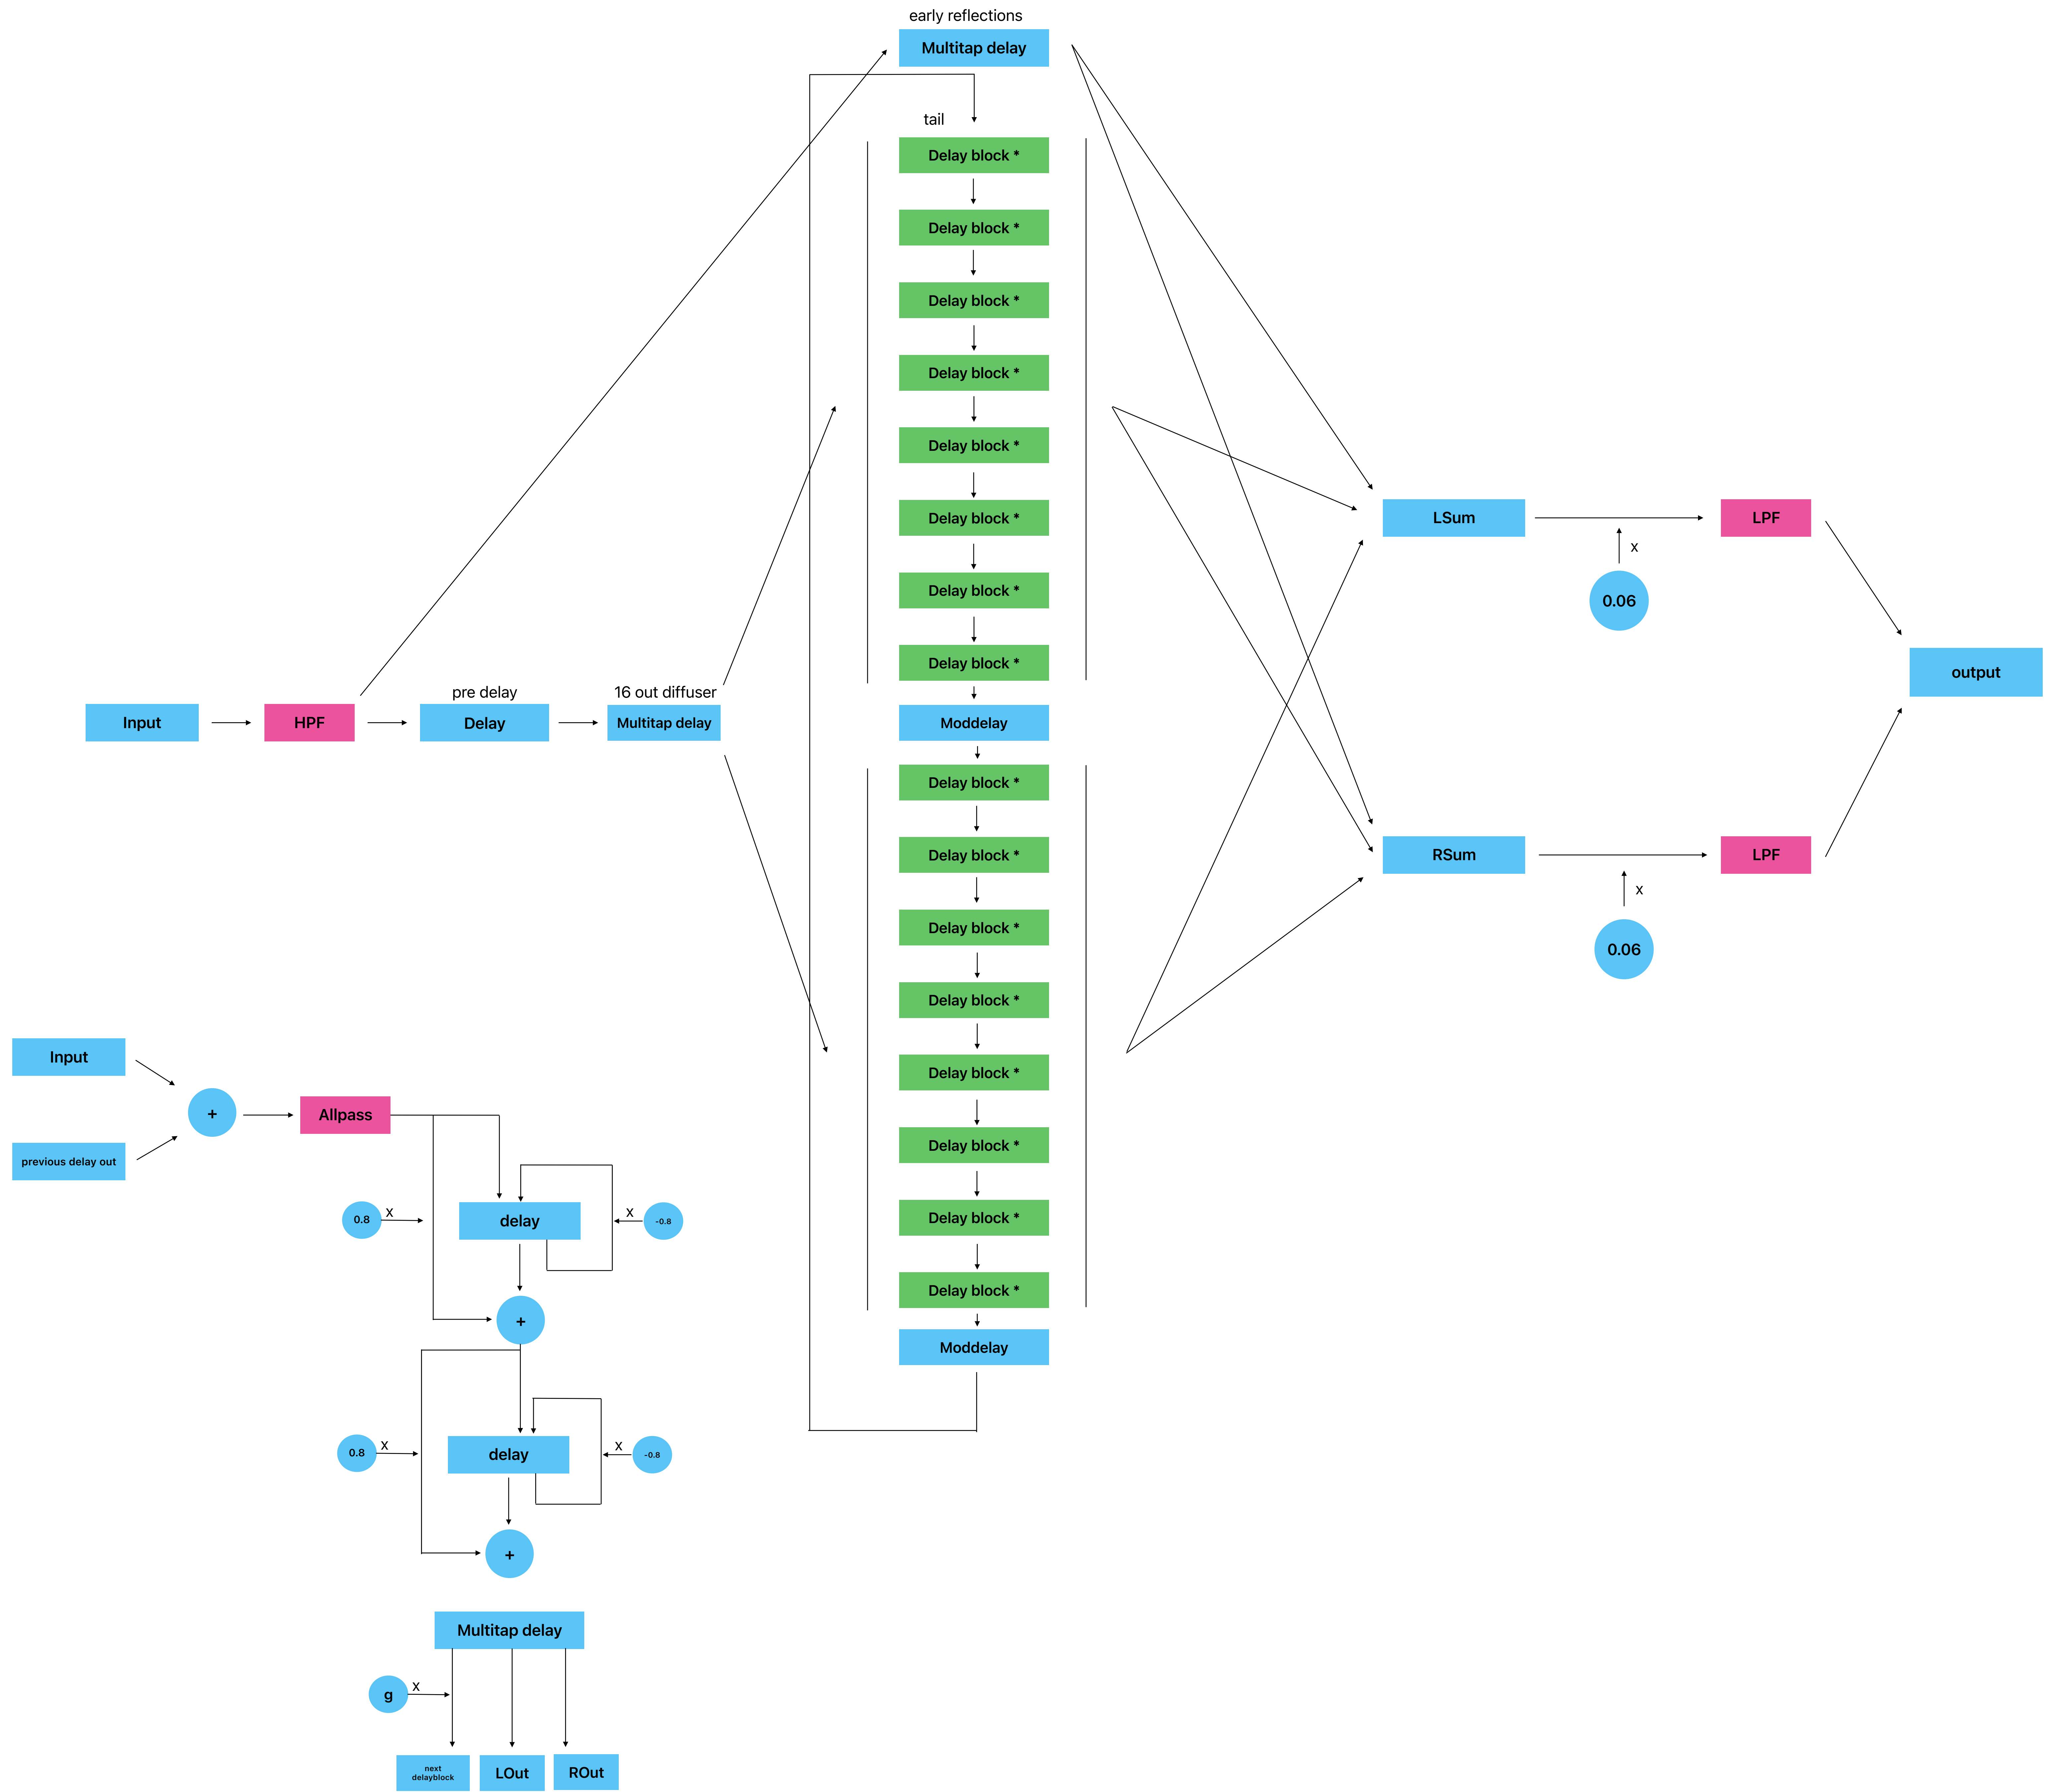 early reflections
Multitap delay
tail
Delay block *
Delay block *
Delay block *
Delay block *
Delay block *
Delay block *
Delay block *
Delay block *
Moddelay
Delay block *
Delay block *
Delay block *
Delay block *
Delay block *
Delay block *
Delay block *
Delay block *
Moddelay
Input
HPF
pre delay
Delay
16 out diffuser
Multitap delay
LSum
x
0.06
LPF
RSum
x
0.06
LPF
output
Input
previous delay out
+
Allpass
0.8
x
delay
x
-0.8
+
0.8
x
delay
x
-0.8
+
Multitap delay
g
x
next
delayblock
LOut
ROut